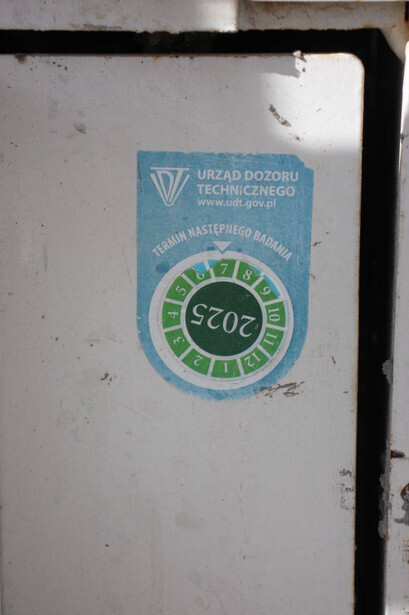 URZĄD DOZORU
TECHNICZNEGO
www.udt.gov.pl
TERMIN NASTĘPNEGO BADANIA
1 2 3 4 5 6 7 8 9 10 11 12
2025